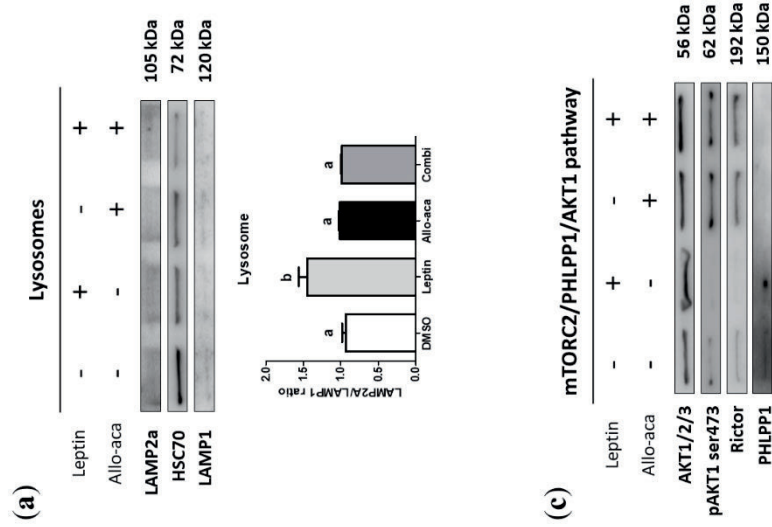 (a)
Lysosomes
Leptin - + - +
Allo-aca - - + +
LAMP2a 105 kDa
HSC70 72 kDa
LAMP1 120 kDa
Lysosome
LAMP2A/LAMP1 ratio
2.0
1.5
1.0
0.5
0.0
a
b
a
a
DMSO Leptin Allo-aca Combi
(c)
mTORC2/PHLPP1/AKT1 pathway
Leptin - + - +
Allo-aca - - + +
AKT1/2/3 56 kDa
pAKT1 ser473 62 kDa
Rictor 192 kDa
PHLPP1 150 kDa